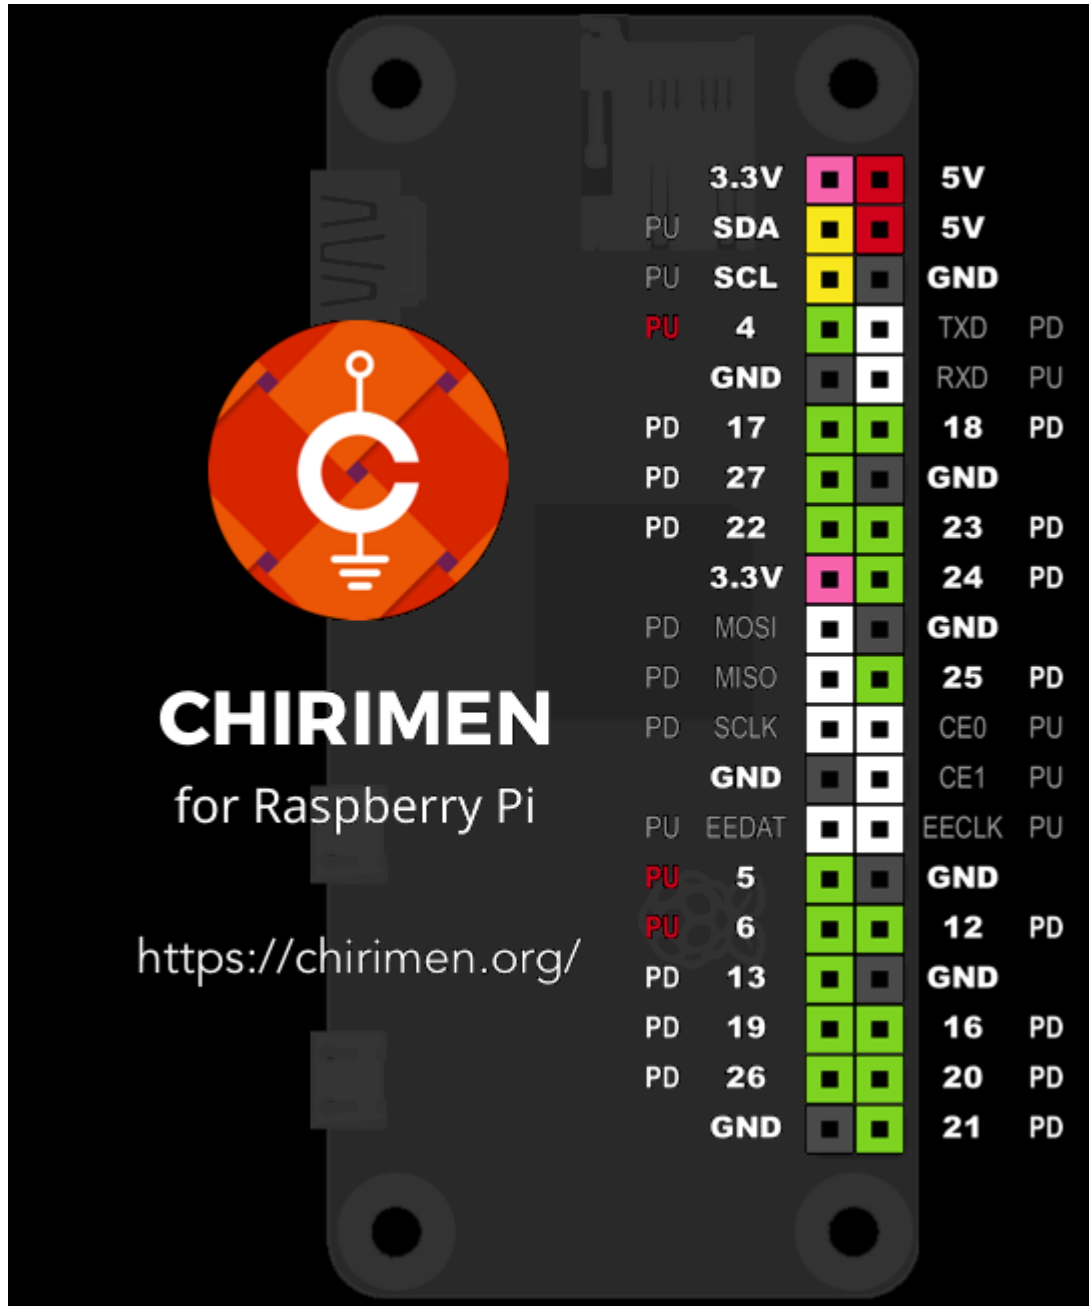 3.3V 5V
PU SDA 5V
PU SCL GND
PU 4 TXD PD
GND RXD PU
PD 17 18 PD
PD 27 GND
PD 22 23 PD
3.3V 24 PD
PD MOSI GND
PD MISO 25 PD
PD SCLK CE0 PU
GND CE1 PU
PU EEDAT EECLK PU
PU 5 GND
PU 6 12 PD
PD 13 GND
PD 19 16 PD
PD 26 20 PD
GND 21 PD
CHIRIMEN
for Raspberry Pi
https://chirimen.org/